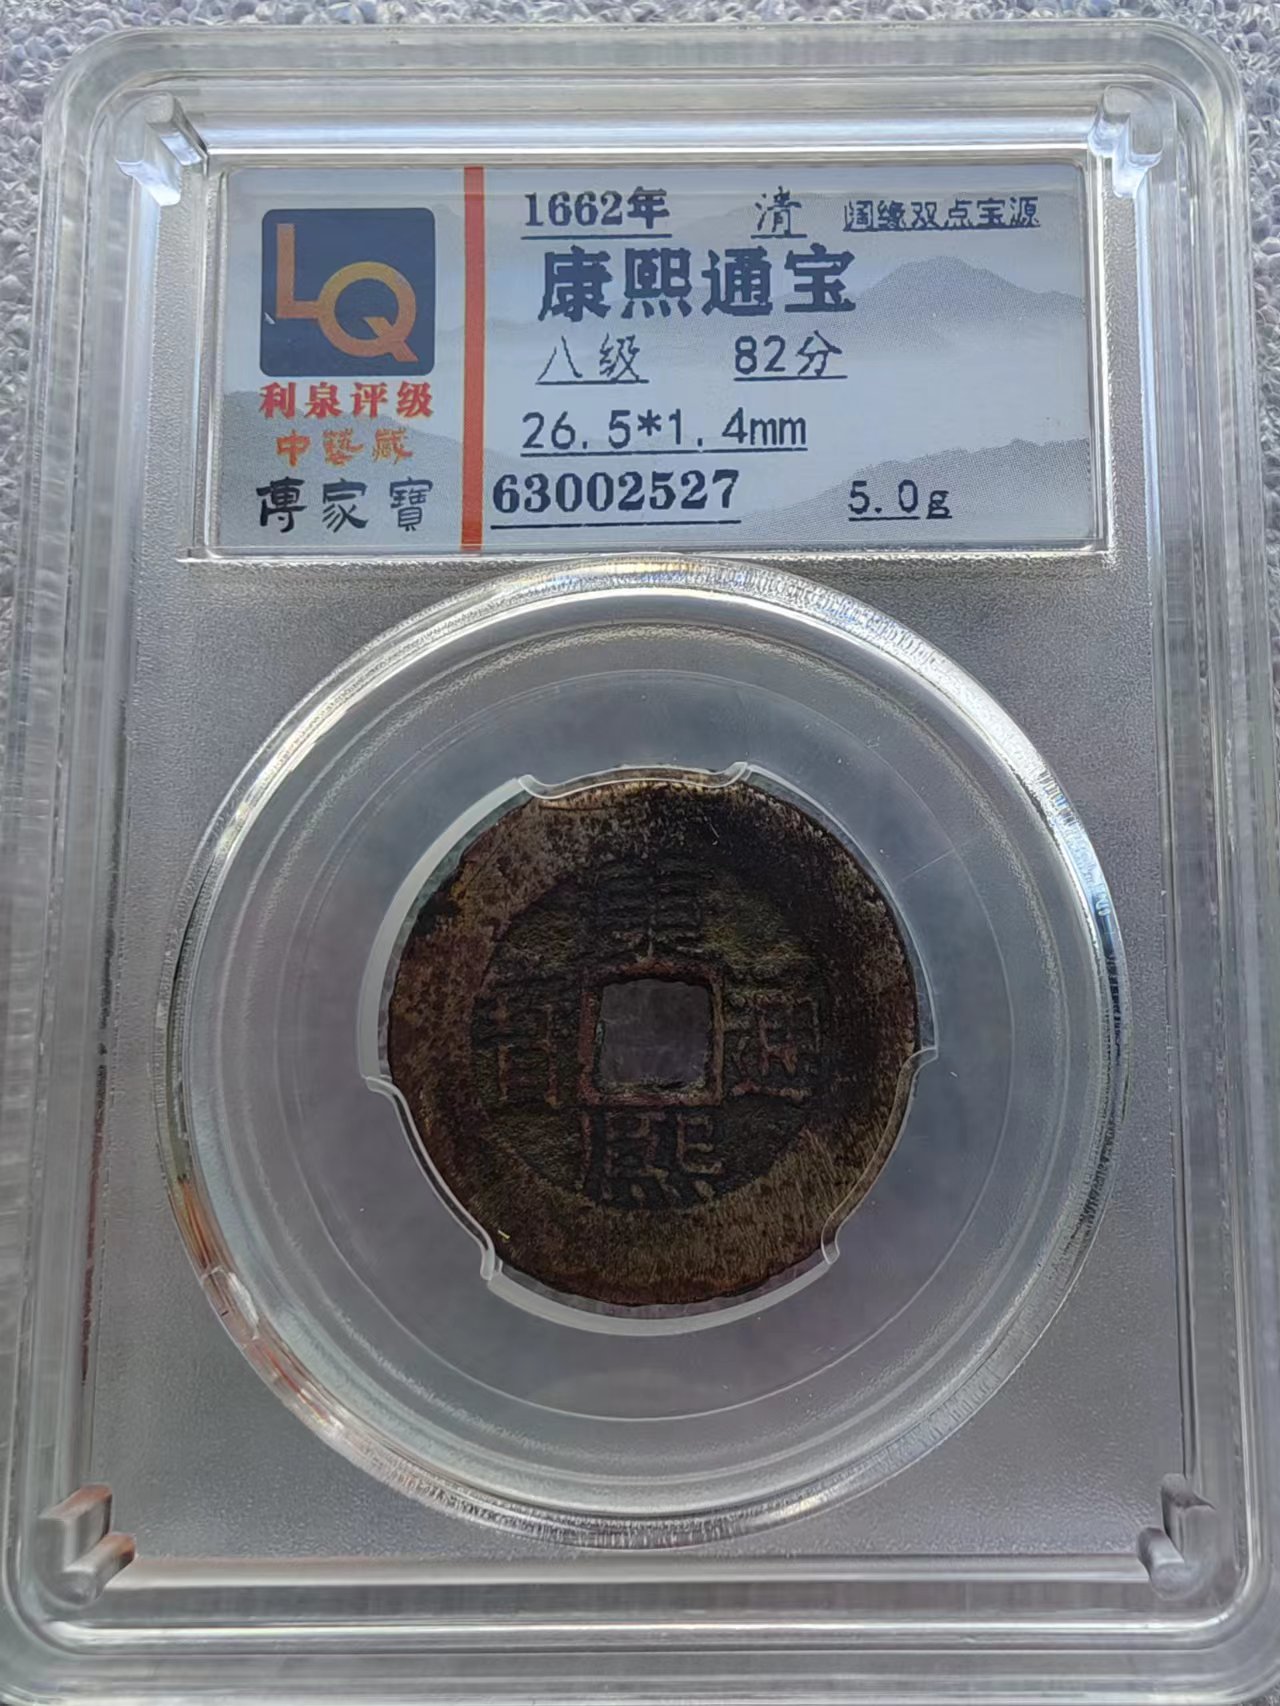 LQ
利泉评级
中藝藏
傳家寶
1662年 清 阔缘双点宝源
康熙通宝
八级 82分
26.5*1.4mm
63002527 5.0g
康熙通寳